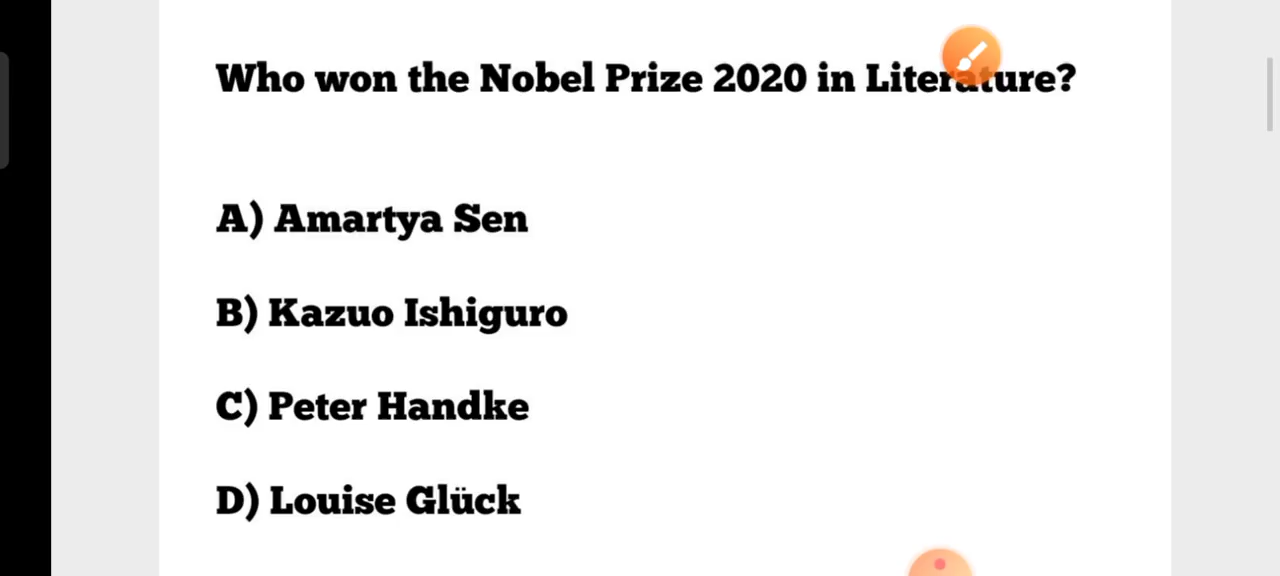 Who won the Nobel Prize 2020 in Literature?
A) Amartya Sen
B) Kazuo Ishiguro
C) Peter Handke
D) Louise Glück